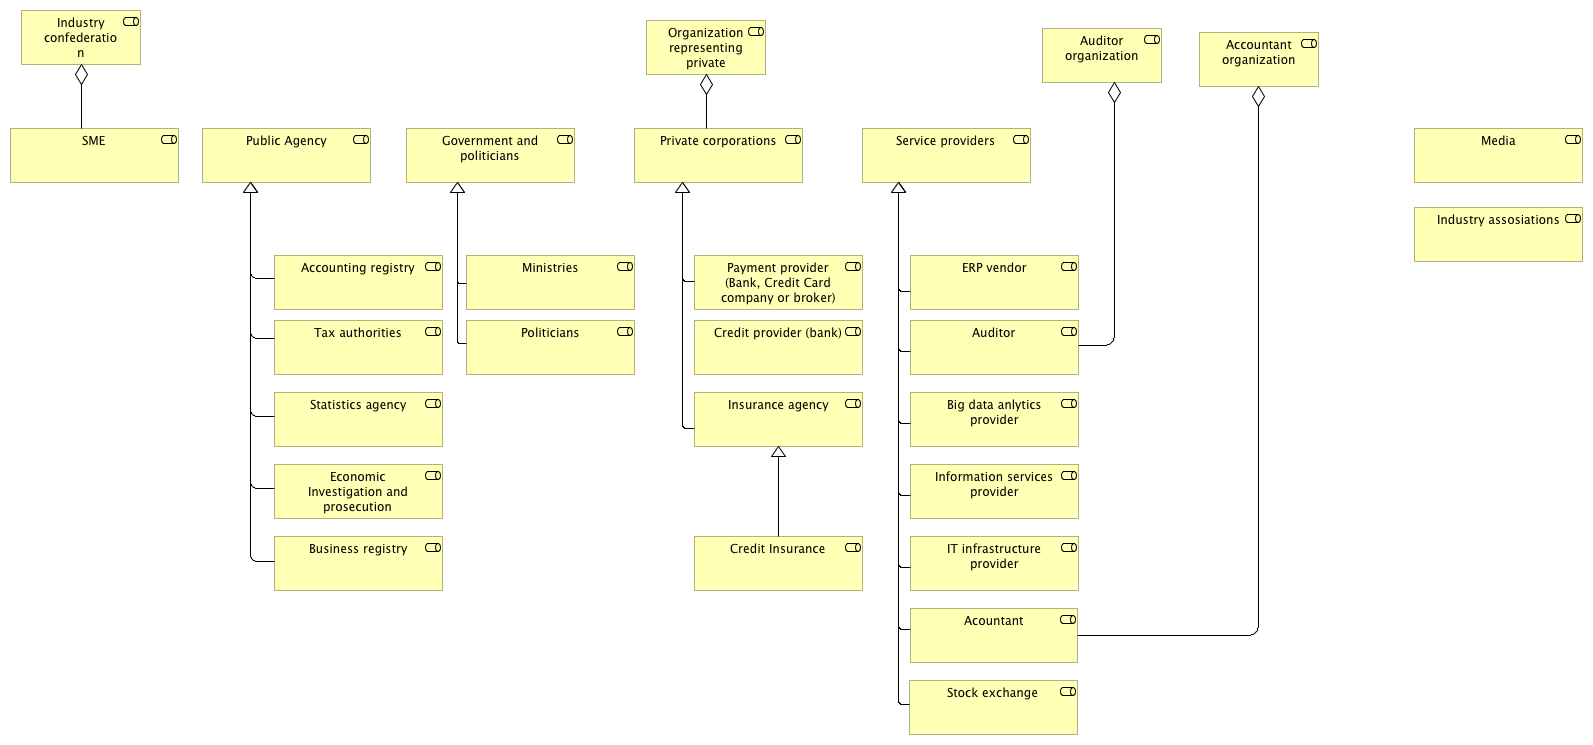 Industry
confederatio
n
Organization
representing
private
Auditor
organization
Accountant
organization
SME
Public Agency
Government and
politicians
Private corporations
Service providers
Media
Industry assosiations
Accounting registry
Ministries
Payment provider
(Bank, Credit Card
company or broker)
ERP vendor
Tax authorities
Politicians
Credit provider (bank)
Auditor
Statistics agency
Insurance agency
Big data anlytics
provider
Economic
Investigation and
prosecution
Information services
provider
Business registry
Credit Insurance
IT infrastructure
provider
Acountant
Stock exchange